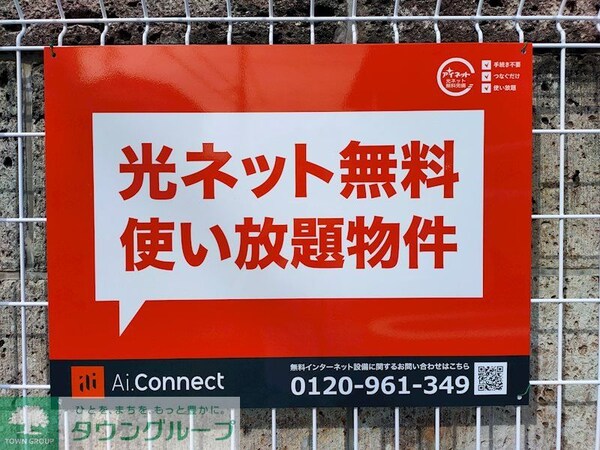 アイネット
光ネット
無料完備
手続き不要
つなぐだけ
使い放題
光ネット無料
使い放題物件
ai Ai.Connect
無料インターネット設備に関するお問い合わせはこちら
0120-961-349
TOWN GROUP
ひとを、まちを、もっと豊かに。
タウングループ